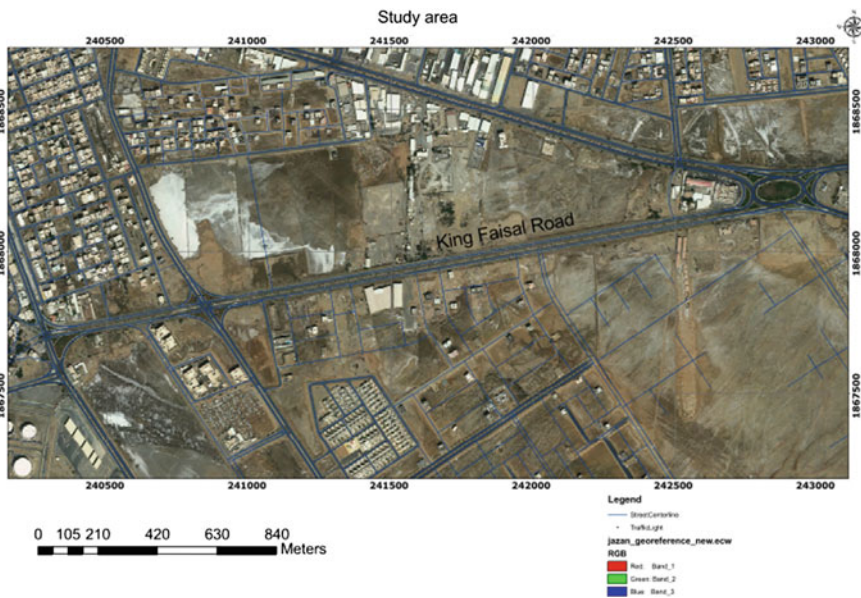 Study area
240500 241000 241500 242000 242500 243000
1868500 1868500
King Faisal Road
1868000 1868000
1867500 1867500
240500 241000 241500 242000 242500 243000
Legend
StreetCenterline
TrafficLight
jazan_georeference_new.ecw
RGB
Red: Band_1
Green: Band_2
Blue: Band_3
0 105 210 420 630 840
Meters